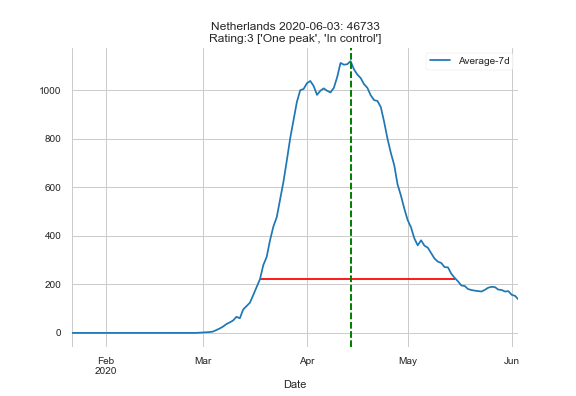 Netherlands 2020-06-03: 46733
Rating:3 ['One peak', 'In control']
Average-7d
1000
800
600
400
200
0
Feb
2020
Mar
Apr
May
Jun
Date